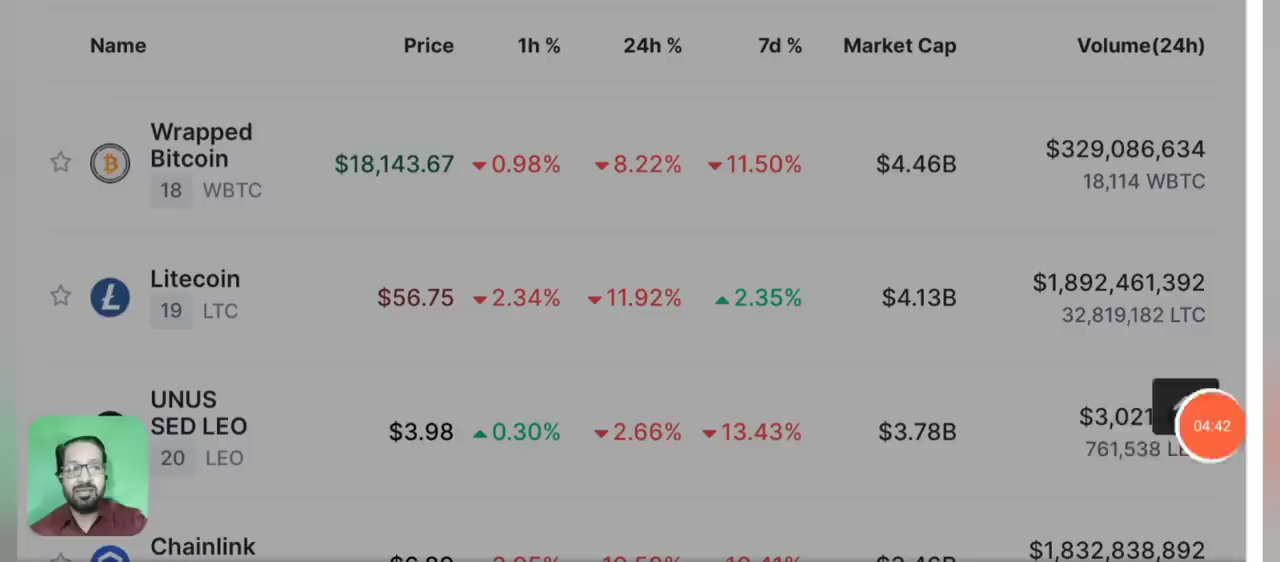 Name Price 1h % 24h % 7d % Market Cap Volume(24h)
Wrapped
Bitcoin
18 WBTC
$18,143.67 0.98% 8.22% 11.50% $4.46B $329,086,634
18,114 WBTC
Litecoin
19 LTC
$56.75 2.34% 11.92% 2.35% $4.13B $1,892,461,392
32,819,182 LTC
UNUS
SED LEO
20 LEO
$3.98 0.30% 2.66% 13.43% $3.78B $3,021
761,538
04:42
Chainlink
$1,832,838,892